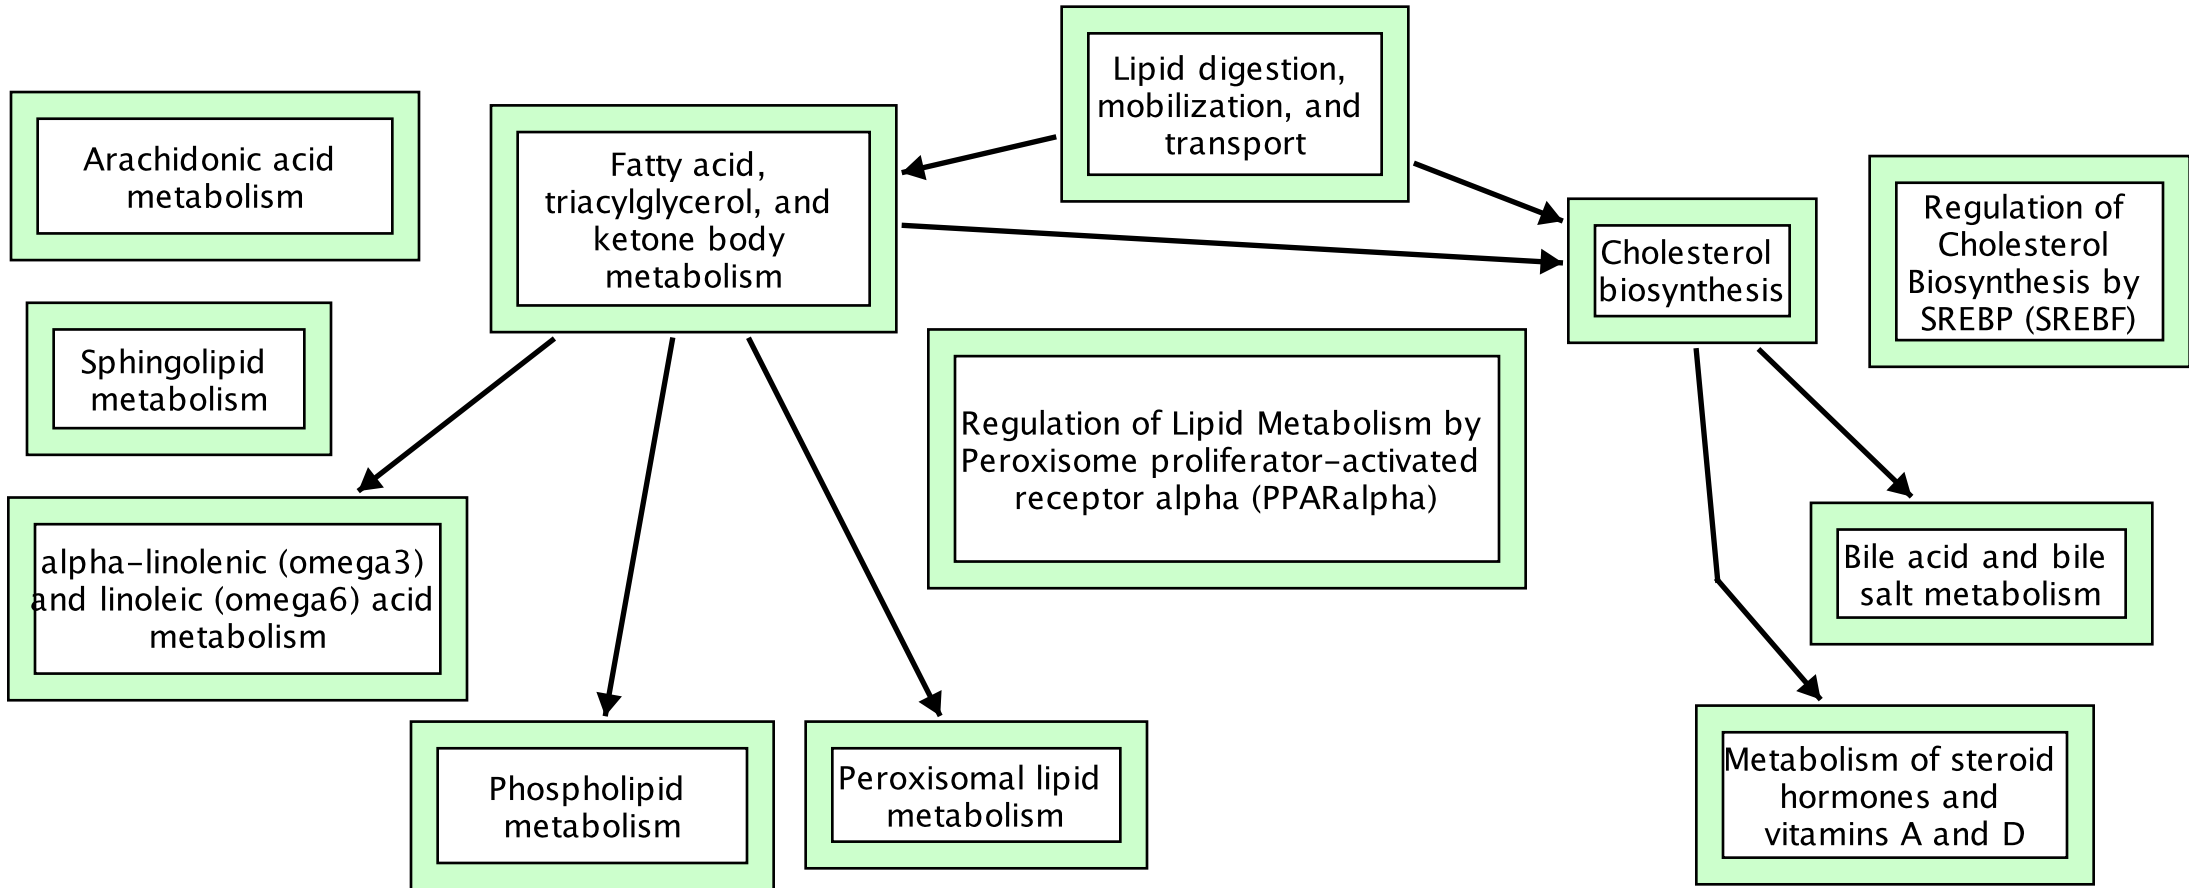 Lipid digestion,
mobilization, and
transport
Arachidonic acid
metabolism
Fatty acid,
triacylglycerol, and
ketone body
metabolism
Cholesterol
biosynthesis
Regulation of
Cholesterol
Biosynthesis by
SREBP (SREBF)
Sphingolipid
metabolism
Regulation of Lipid Metabolism by
Peroxisome proliferator-activated
receptor alpha (PPARalpha)
alpha-linolenic (omega3)
and linoleic (omega6) acid
metabolism
Bile acid and bile
salt metabolism
Phospholipid
metabolism
Peroxisomal lipid
metabolism
Metabolism of steroid
hormones and
vitamins A and D